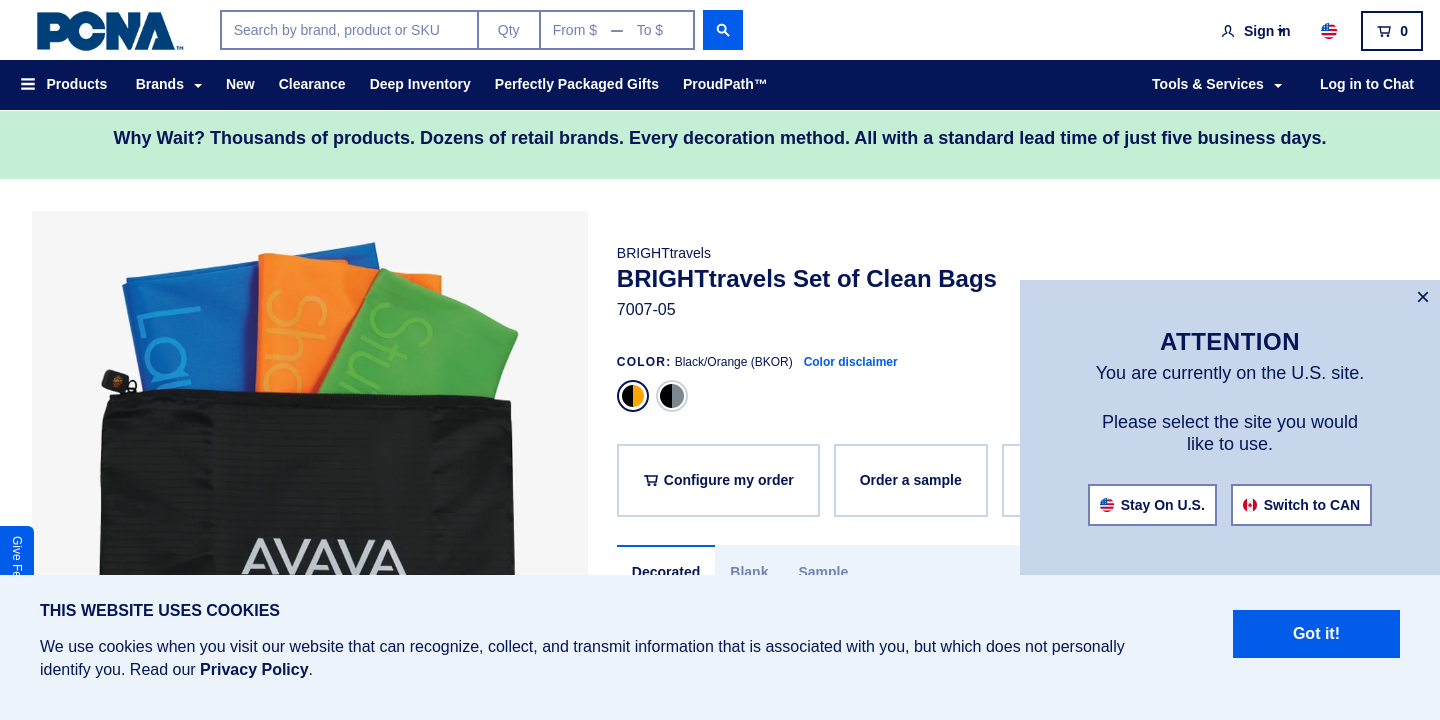 PCNA™
Search by brand, product or SKU
Qty
From $ — To $
Sign in
0
Products
Brands
New
Clearance
Deep Inventory
Perfectly Packaged Gifts
ProudPath™
Tools & Services
Log in to Chat
Why Wait? Thousands of products. Dozens of retail brands. Every decoration method. All with a standard lead time of just five business days.
AVAYA
BRIGHTtravels
BRIGHTtravels Set of Clean Bags
7007-05
COLOR: Black/Orange (BKOR) Color disclaimer
Configure my order
Order a sample
Decorated
Blank
Sample
×
ATTENTION
You are currently on the U.S. site.
Please select the site you would
like to use.
Stay On U.S.
Switch to CAN
Give
THIS WEBSITE USES COOKIES
We use cookies when you visit our website that can recognize, collect, and transmit information that is associated with you, but which does not personally
identify you. Read our Privacy Policy.
Got it!